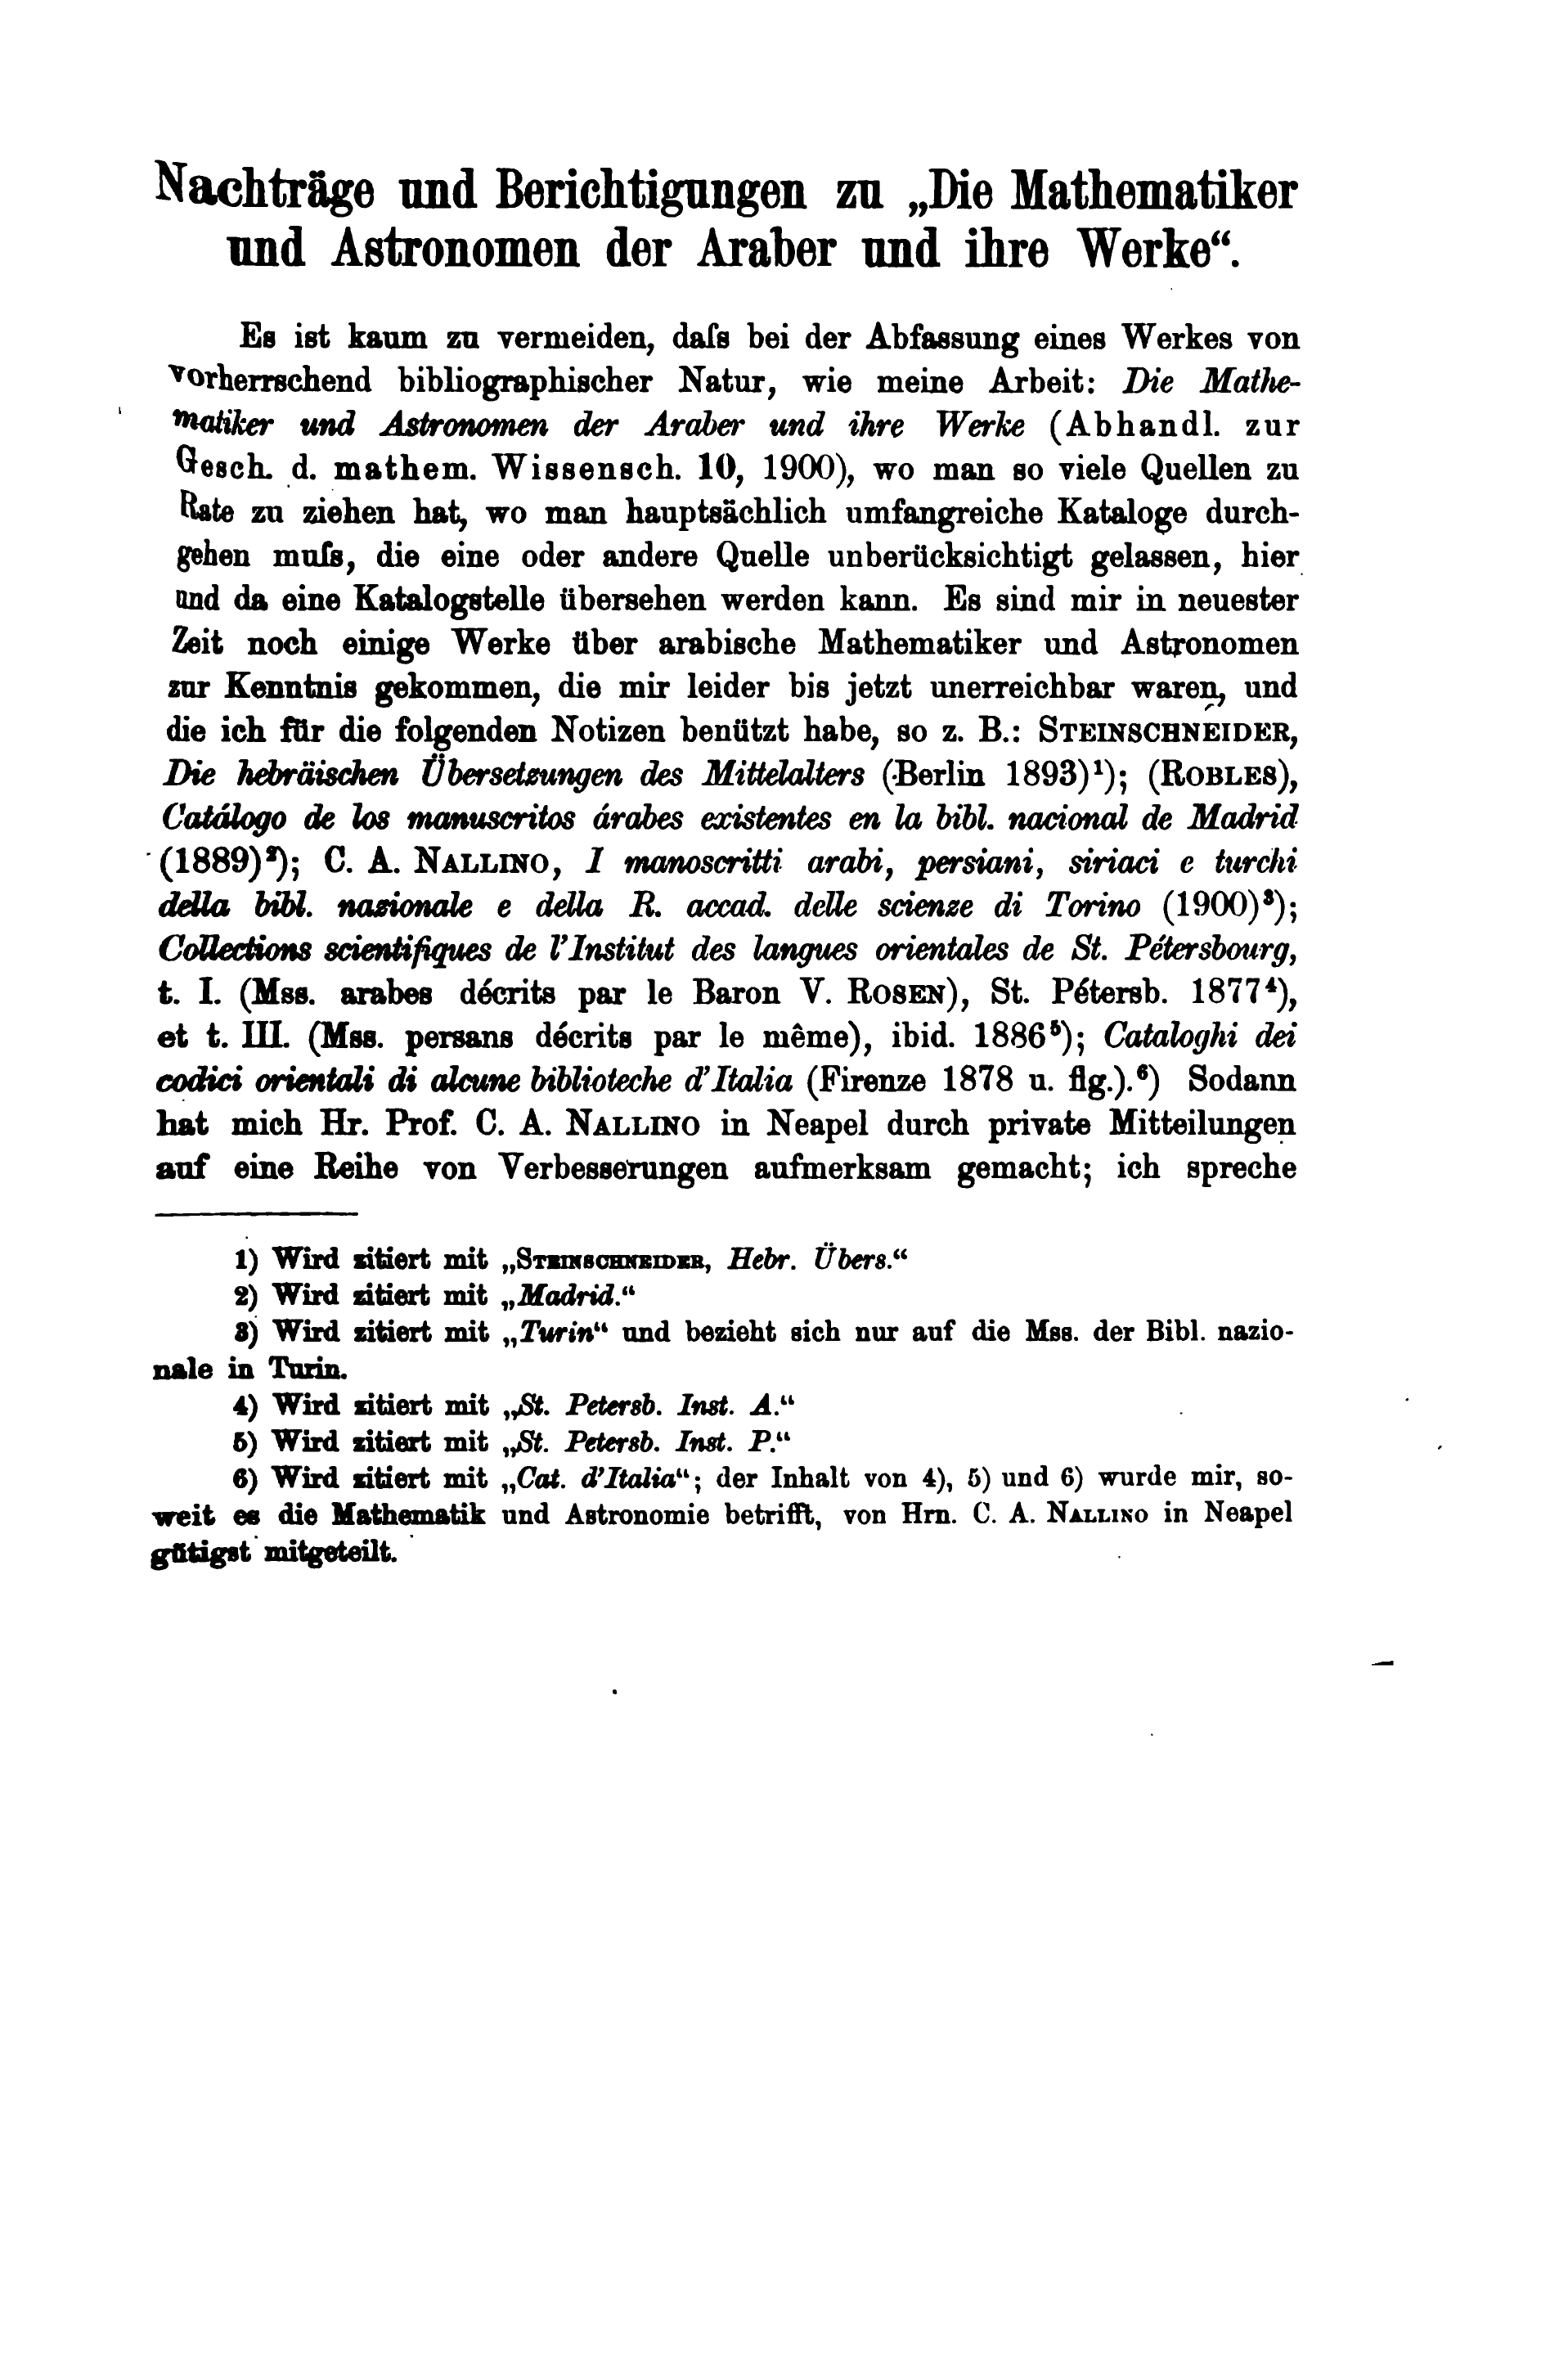 Nachträge und Berichtigungen zu „Die Mathematiker
und Astronomen der Araber und ihre Werke“.
Es ist kaum zu vermeiden, daſs bei der Abfassung eines Werkes von
vorherrschend bibliographischer Natur, wie meine Arbeit: Die Mathe-
matiker und Astronomen der Araber und ihre Werke (Abhandl. zur
Gesch. d. mathem. Wissensch. 10, 1900), wo man so viele Quellen zu
Rate zu ziehen hat, wo man hauptsächlich umfangreiche Kataloge durch-
gehen muſs, die eine oder andere Quelle unberücksichtigt gelassen, hier
und da eine Katalogstelle übersehen werden kann. Es sind mir in neuester
Zeit noch einige Werke über arabische Mathematiker und Astronomen
zur Kenntnis gekommen, die mir leider bis jetzt unerreichbar waren, und
die ich für die folgenden Notizen benützt habe, so z. B.: STEINSCHNEIDER,
Die hebräischen Übersetzungen des Mittelalters (Berlin 1893)¹); (ROBLES),
Catálogo de los manuscritos árabes existentes en la bibl. nacional de Madrid
(1889)²); C. A. NALLINO, I manoscritti arabi, persiani, siriaci e turchi
della bibl. nazionale e della R. accad. delle scienze di Torino (1900)³);
Collections scientifiques de l'Institut des langues orientales de St. Pétersbourg,
t. I. (Mss. arabes décrits par le Baron V. ROSEN), St. Pétersb. 1877⁴),
et t. III. (Mss. persans décrits par le même), ibid. 1886⁵); Cataloghi dei
codici orientali di alcune biblioteche d'Italia (Firenze 1878 u. flg.).⁶) Sodann
hat mich Hr. Prof. C. A. NALLINO in Neapel durch private Mitteilungen
auf eine Reihe von Verbesserungen aufmerksam gemacht; ich spreche
1) Wird zitiert mit „STEINSCHNEIDER, Hebr. Übers.“
2) Wird zitiert mit „Madrid.“
3) Wird zitiert mit „Turin“ und bezieht sich nur auf die Mss. der Bibl. nazio-
nale in Turin.
4) Wird zitiert mit „St. Petersb. Inst. A.“
5) Wird zitiert mit „St. Petersb. Inst. P.“
6) Wird zitiert mit „Cat. d'Italia“; der Inhalt von 4), 5) und 6) wurde mir, so-
weit es die Mathematik und Astronomie betrifft, von Hrn. C. A. NALLINO in Neapel
gütigst mitgeteilt.